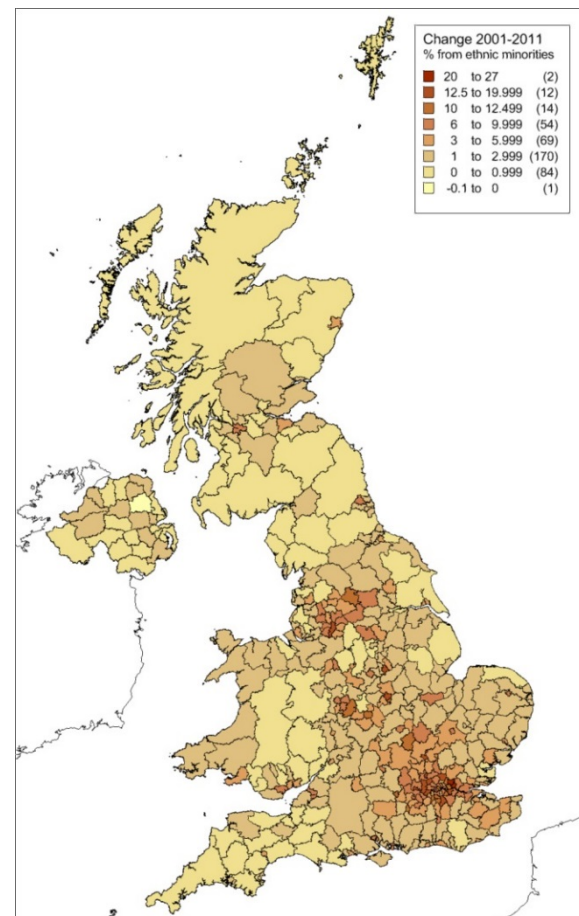 Change 2001-2011
% from ethnic minorities
20 to 27 (2)
12.5 to 19.999 (12)
10 to 12.499 (14)
6 to 9.999 (54)
3 to 5.999 (69)
1 to 2.999 (170)
0 to 0.999 (84)
-0.1 to 0 (1)